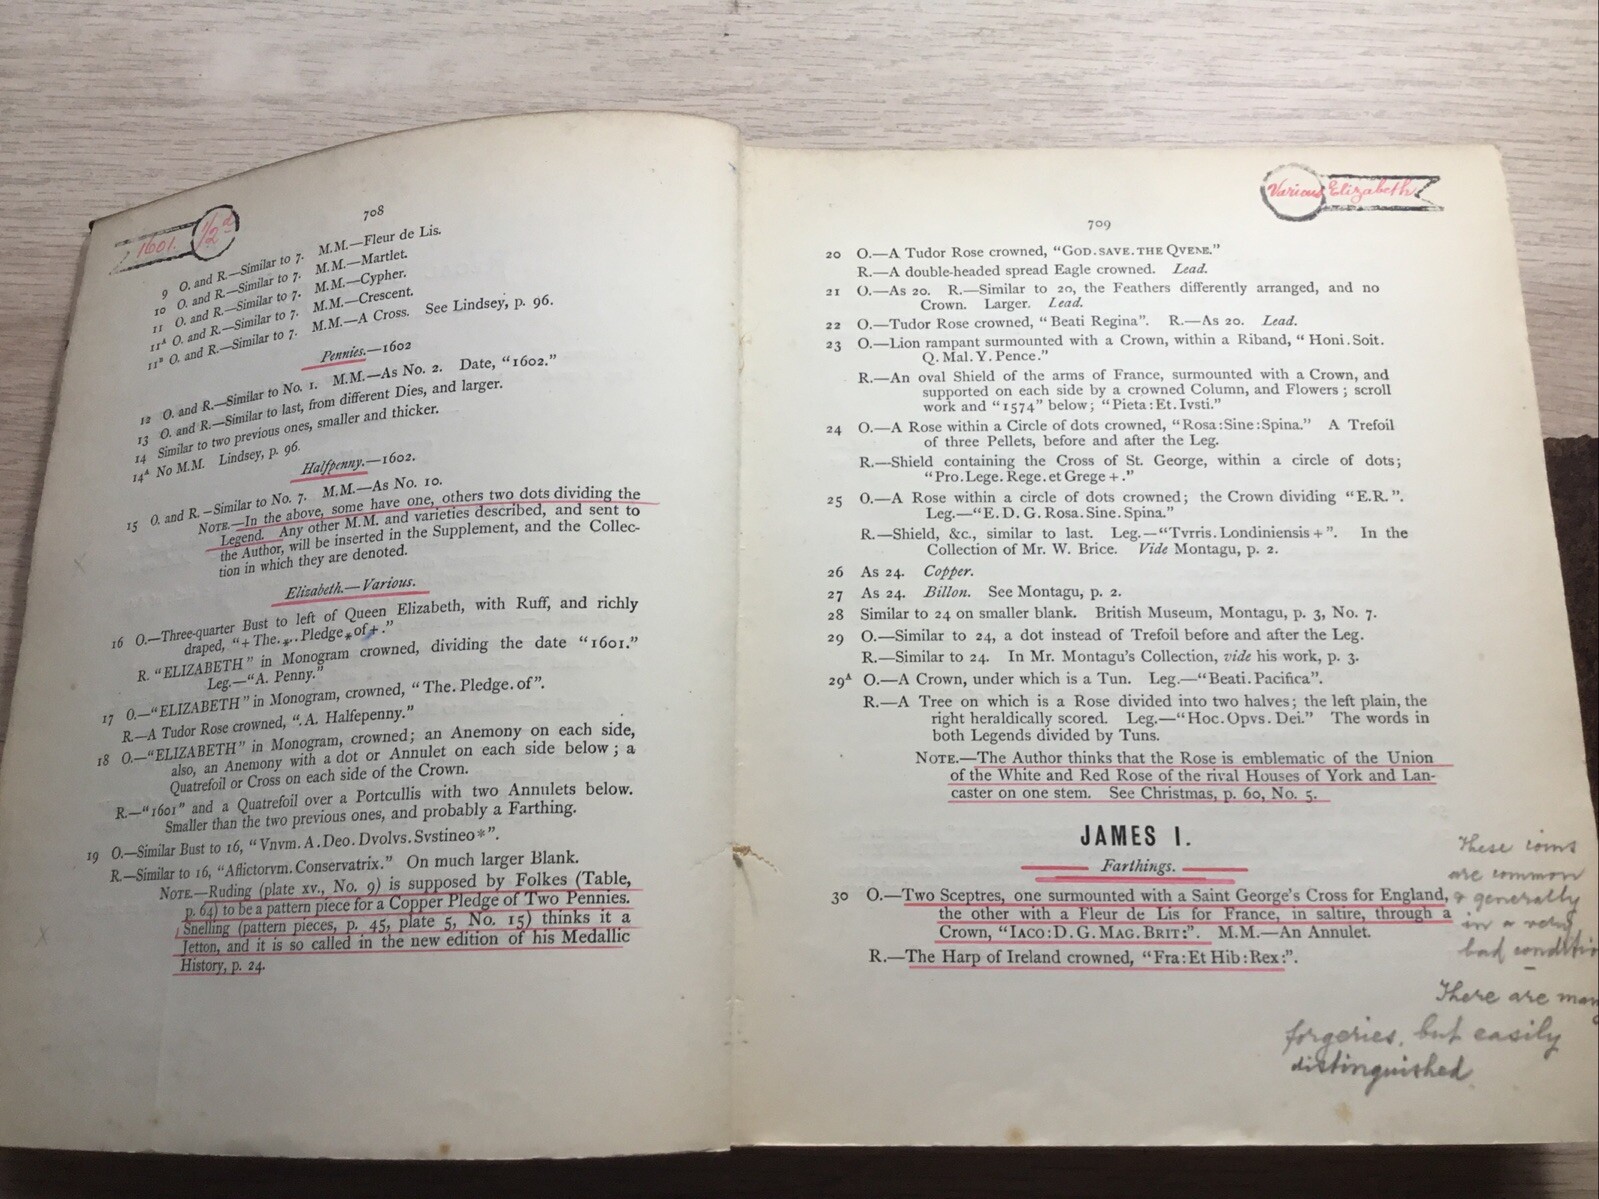 1601. 1/2d
708
9 O. and R.—Similar to 7. M.M.—Fleur de Lis.
10 O. and R.—Similar to 7. M.M.—Martlet.
11 O. and R.—Similar to 7. M.M.—Cypher.
11ᴬ O. and R.—Similar to 7. M.M.—Crescent.
11ᴮ O. and R.—Similar to 7. M.M.—A Cross. See Lindsey, p. 96.
Pennies.—1602
12 O. and R.—Similar to No. 1. M.M.—As No. 2. Date, "1602."
13 O. and R.—Similar to last, from different Dies, and larger.
14 Similar to two previous ones, smaller and thicker.
14ᴬ No M.M. Lindsey, p. 96.
Halfpenny.—1602.
15 O. and R.—Similar to No. 7. M.M.—As No. 10.
NOTE.—In the above, some have one, others two dots dividing the
Legend. Any other M.M. and varieties described, and sent to
the Author, will be inserted in the Supplement, and the Collec-
tion in which they are denoted.
Elizabeth.—Various.
16 O.—Three-quarter Bust to left of Queen Elizabeth, with Ruff, and richly
draped, "+ The.*..Pledge*of+."
R. "ELIZABETH" in Monogram crowned, dividing the date "1601."
Leg.—"A. Penny."
17 O.—"ELIZABETH" in Monogram, crowned, "The. Pledge. of".
R.—A Tudor Rose crowned, ".A. Halfepenny."
18 O.—"ELIZABETH" in Monogram, crowned; an Anemony on each side,
also, an Anemony with a dot or Annulet on each side below; a
Quatrefoil or Cross on each side of the Crown.
R.—"1601" and a Quatrefoil over a Portcullis with two Annulets below.
Smaller than the two previous ones, and probably a Farthing.
19 O.—Similar Bust to 16, "Vnvm. A. Deo. Dvolvs. Svstineo*".
R.—Similar to 16, "Aflictorvm. Conservatrix." On much larger Blank.
NOTE.—Ruding (plate xv., No. 9) is supposed by Folkes (Table,
p. 64) to be a pattern piece for a Copper Pledge of Two Pennies.
Snelling (pattern pieces, p. 45, plate 5, No. 15) thinks it a
Jetton, and it is so called in the new edition of his Medallic
History, p. 24.
Various Elizabeth
709
20 O.—A Tudor Rose crowned, "GOD. SAVE. THE QVENE."
R.—A double-headed spread Eagle crowned. Lead.
21 O.—As 20. R.—Similar to 20, the Feathers differently arranged, and no
Crown. Larger. Lead.
22 O.—Tudor Rose crowned, "Beati Regina". R.—As 20. Lead.
23 O.—Lion rampant surmounted with a Crown, within a Riband, "Honi. Soit.
Q. Mal. Y. Pence."
R.—An oval Shield of the arms of France, surmounted with a Crown, and
supported on each side by a crowned Column, and Flowers; scroll
work and "1574" below; "Pieta: Et. Ivsti."
24 O.—A Rose within a Circle of dots crowned, "Rosa: Sine: Spina." A Trefoil
of three Pellets, before and after the Leg.
R.—Shield containing the Cross of St. George, within a circle of dots;
"Pro. Lege. Rege. et Grege +."
25 O.—A Rose within a circle of dots crowned; the Crown dividing "E.R.".
Leg.—"E. D. G. Rosa. Sine. Spina."
R.—Shield, &c., similar to last. Leg.—"Tvrris. Londiniensis +". In the
Collection of Mr. W. Brice. Vide Montagu, p. 2.
26 As 24. Copper.
27 As 24. Billon. See Montagu, p. 2.
28 Similar to 24 on smaller blank. British Museum, Montagu, p. 3, No. 7.
29 O.—Similar to 24, a dot instead of Trefoil before and after the Leg.
R.—Similar to 24. In Mr. Montagu's Collection, vide his work, p. 3.
29ᴬ O.—A Crown, under which is a Tun. Leg.—"Beati. Pacifica".
R.—A Tree on which is a Rose divided into two halves; the left plain, the
right heraldically scored. Leg.—"Hoc. Opvs. Dei." The words in
both Legends divided by Tuns.
NOTE.—The Author thinks that the Rose is emblematic of the Union
of the White and Red Rose of the rival Houses of York and Lan-
caster on one stem. See Christmas, p. 60, No. 5.
JAMES I.
Farthings.
30 O.—Two Sceptres, one surmounted with a Saint George's Cross for England,
the other with a Fleur de Lis for France, in saltire, through a
Crown, "IACO: D. G. MAG. BRIT:". M.M.—An Annulet.
R.—The Harp of Ireland crowned, "Fra: Et Hib: Rex:".
These coins
are common
& generally
in a very
bad condition
There are many
forgeries, but easily
distinguished